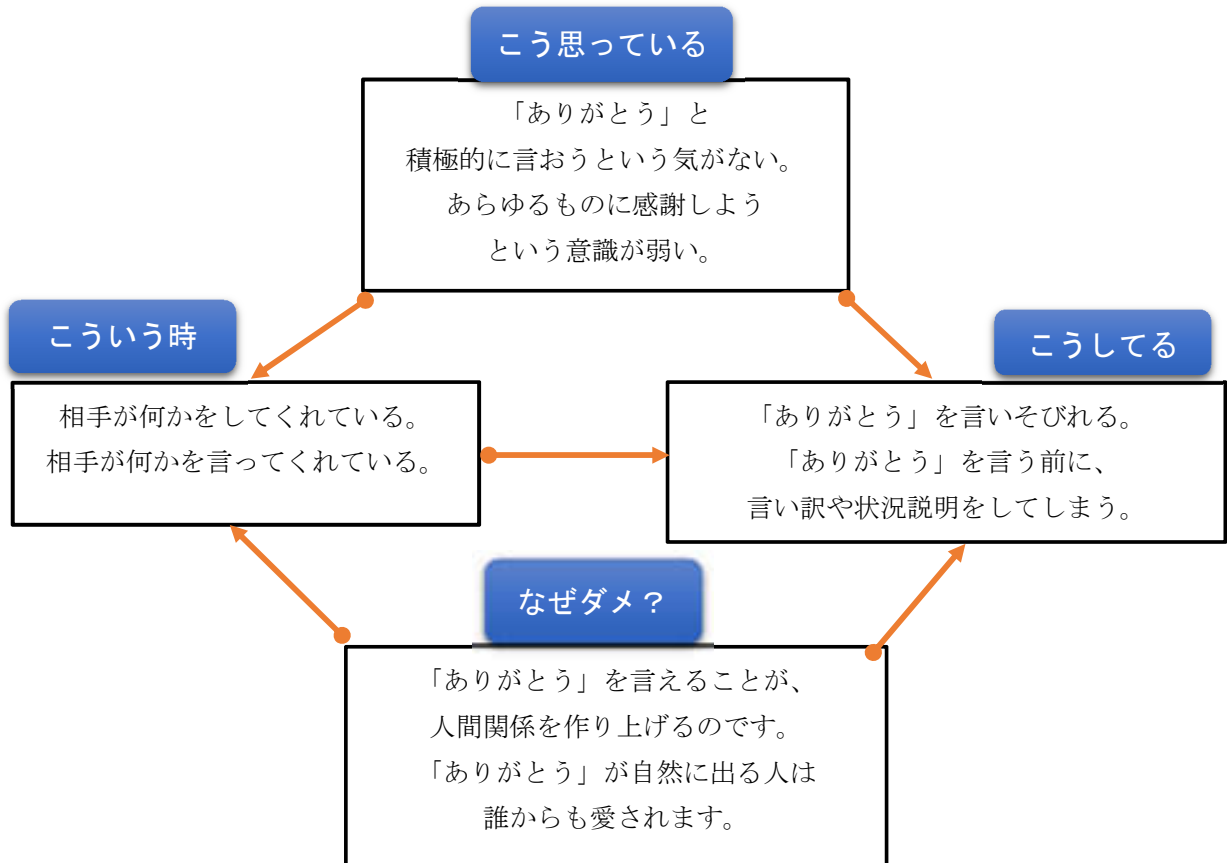 こう思っている
「ありがとう」と
積極的に言おうという気がない。
あらゆるものに感謝しよう
という意識が弱い。
こういう時
相手が何かをしてくれている。
相手が何かを言ってくれている。
こうしてる
「ありがとう」を言いそびれる。
「ありがとう」を言う前に、
言い訳や状況説明をしてしまう。
なぜダメ？
「ありがとう」を言えることが、
人間関係を作り上げるのです。
「ありがとう」が自然に出る人は
誰からも愛されます。